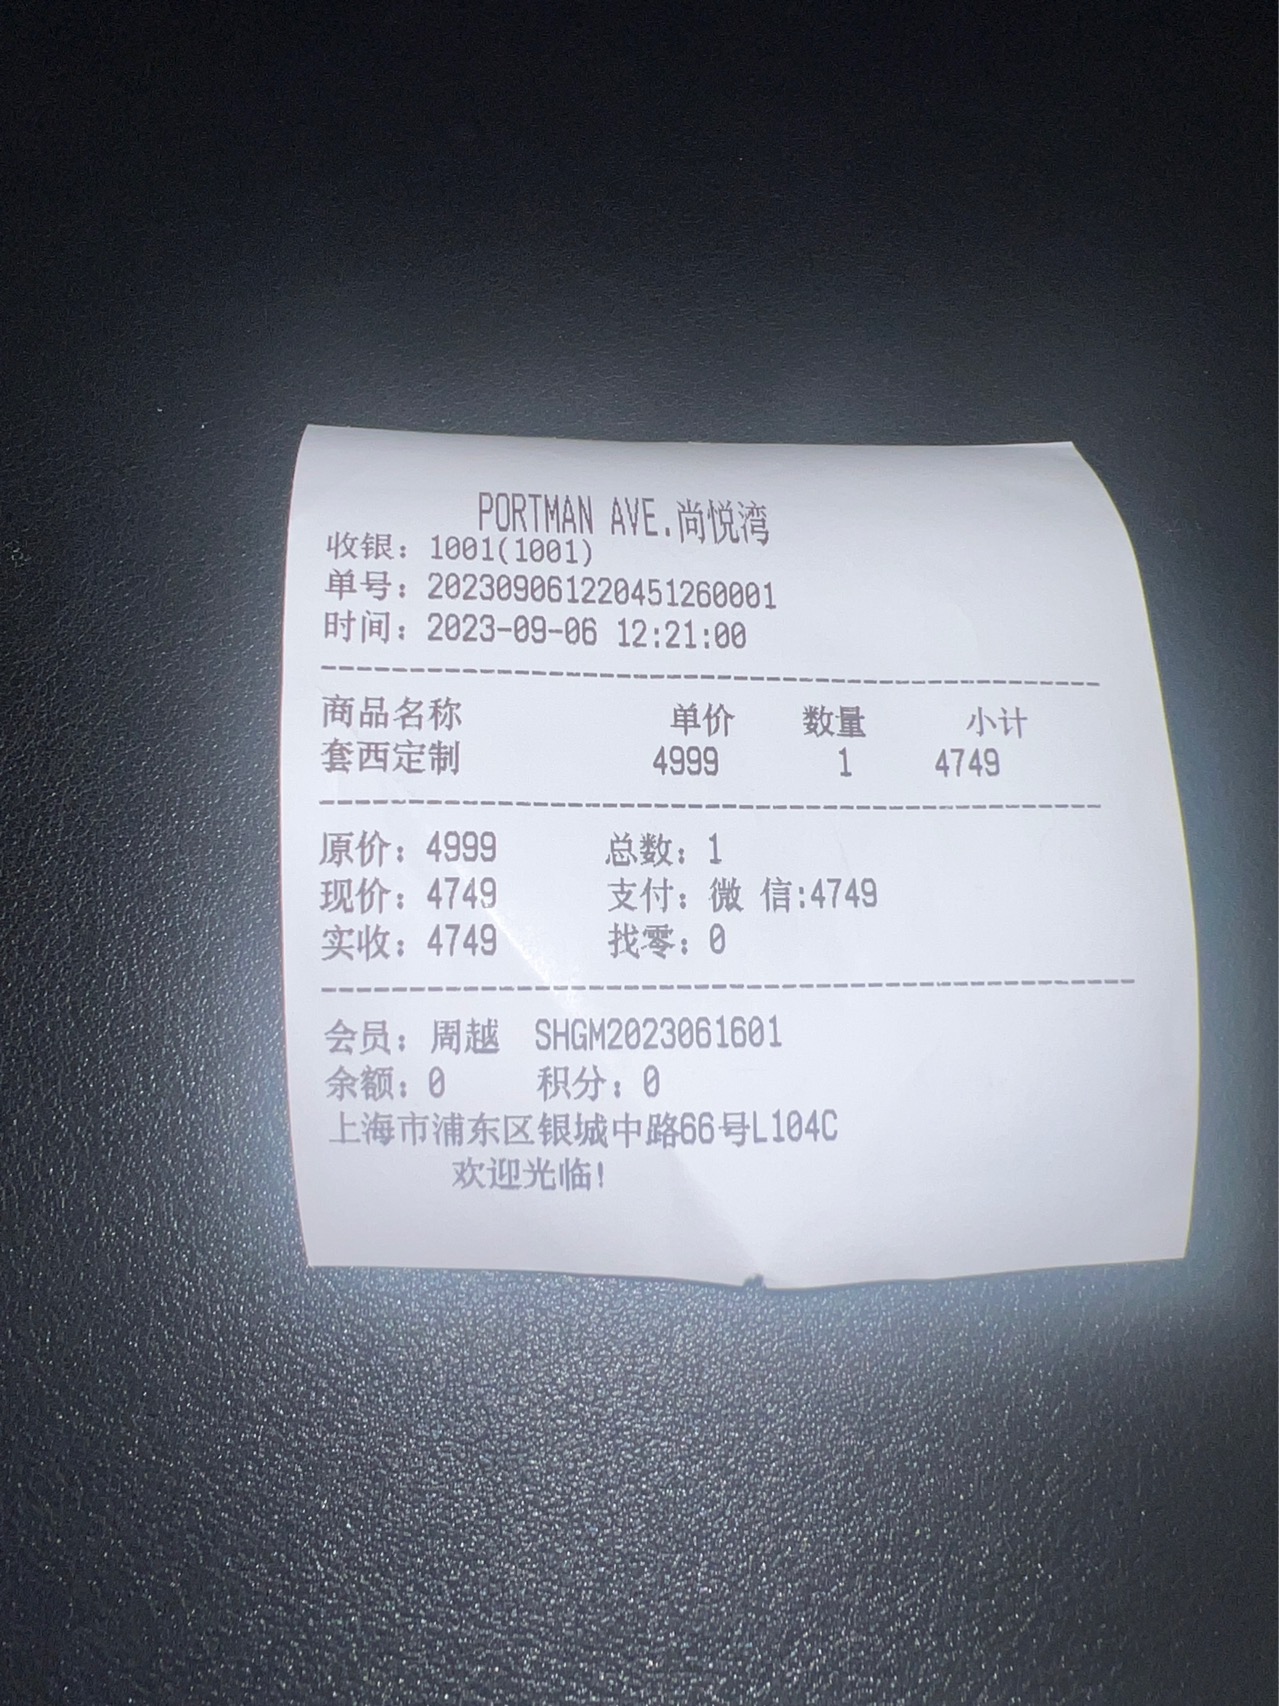 PORTMAN AVE.尚悦湾
收银：1001(1001)
单号：202309061220451260001
时间：2023-09-06 12:21:00
商品名称 单价 数量 小计
套西定制 4999 1 4749
原价：4999 总数：1
现价：4749 支付：微 信:4749
实收：4749 找零：0
会员：周越 SHGM2023061601
余额：0 积分：0
上海市浦东区银城中路66号L104C
欢迎光临!